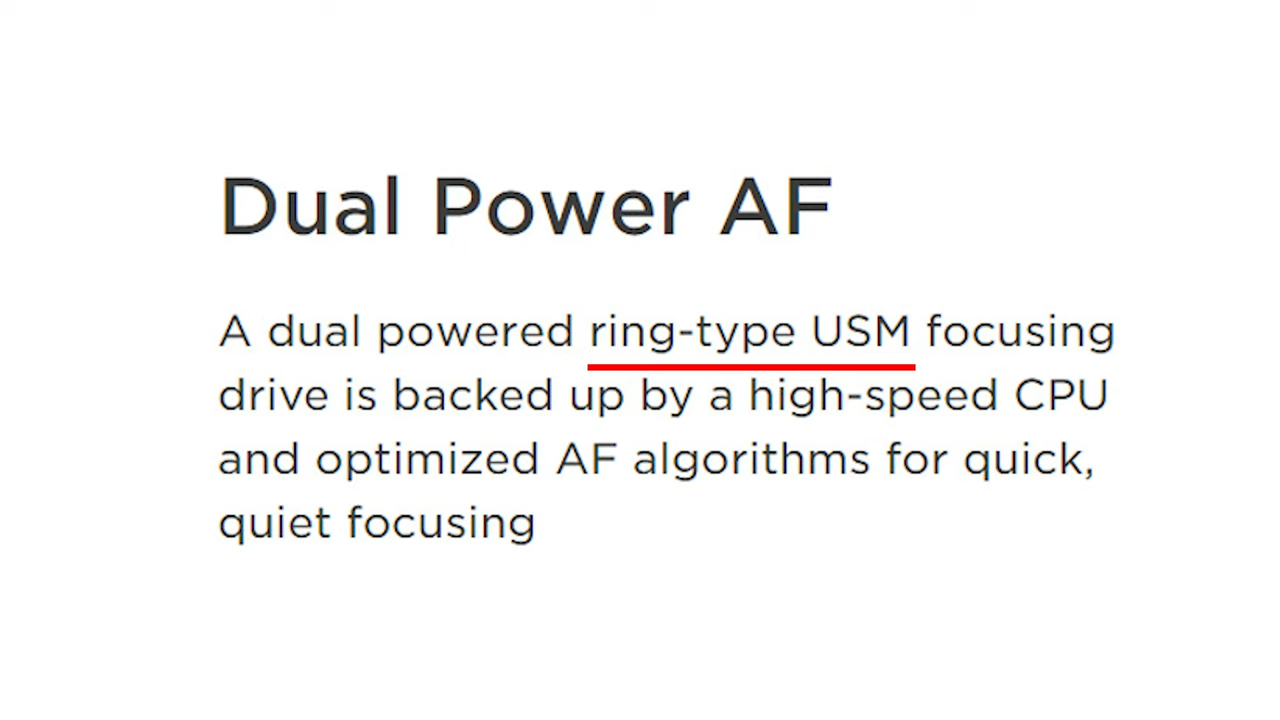 Dual Power AF
A dual powered ring-type USM focusing
drive is backed up by a high-speed CPU
and optimized AF algorithms for quick,
quiet focusing